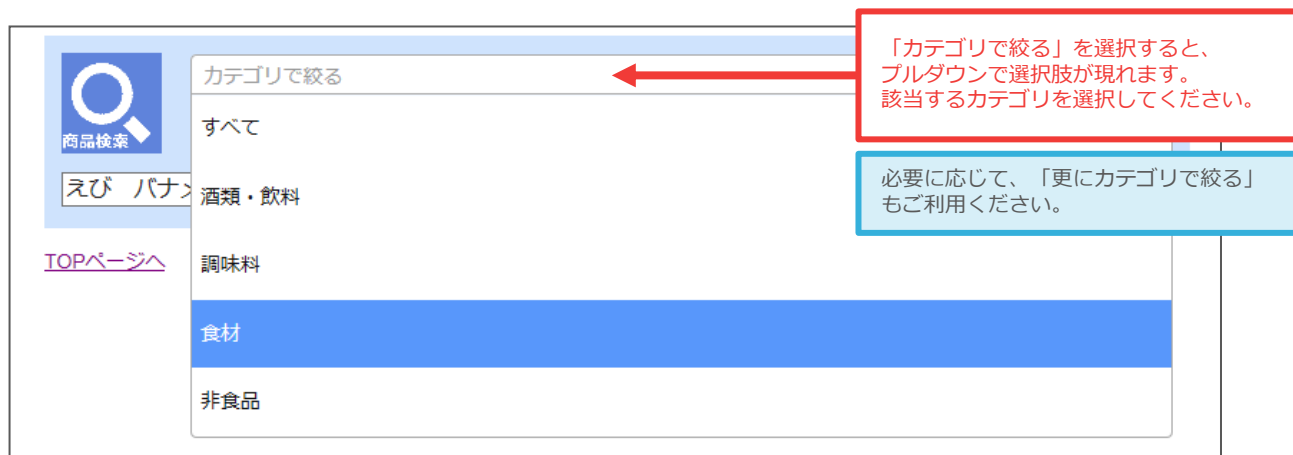 「カテゴリで絞る」を選択すると、
プルダウンで選択肢が現れます。
該当するカテゴリを選択してください。
カテゴリで絞る
商品検索
すべて
必要に応じて、「更にカテゴリで絞る」
もご利用ください。
えび　バナ
酒類・飲料
TOPページへ
調味料
食材
非食品